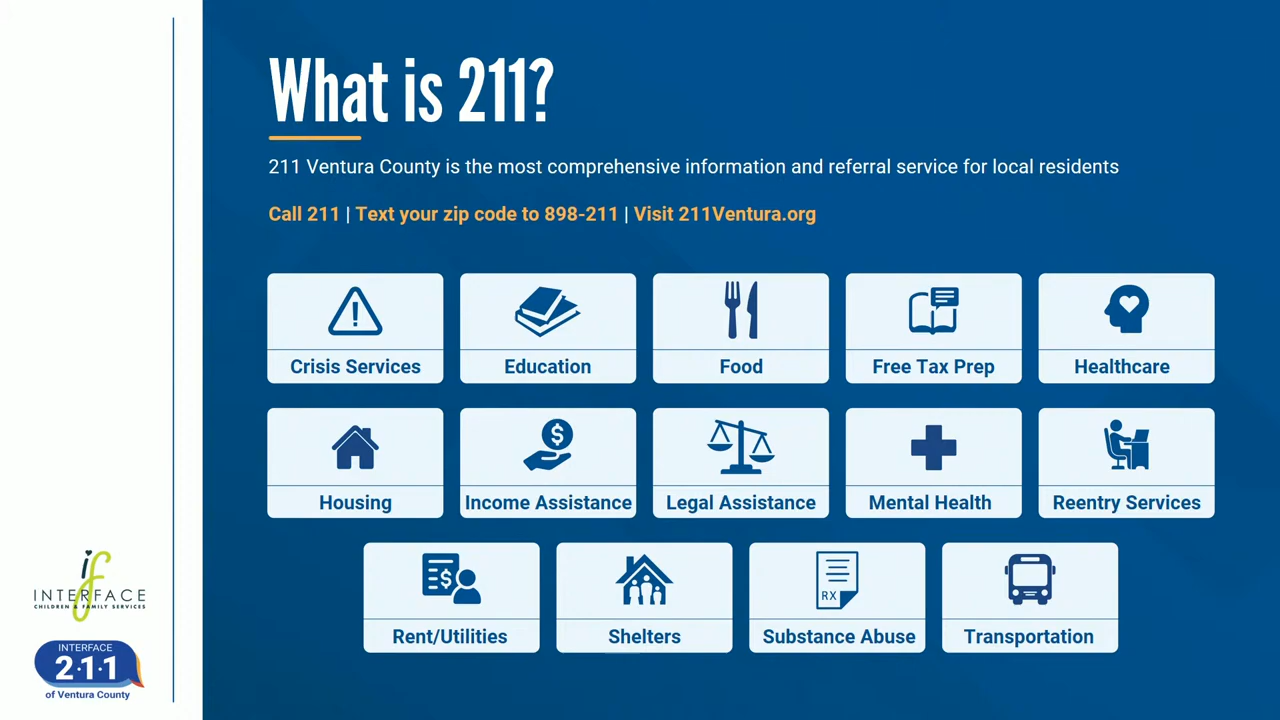 What is 211?
211 Ventura County is the most comprehensive information and referral service for local residents
Call 211 | Text your zip code to 898-211 | Visit 211Ventura.org
Crisis Services
Education
Food
Free Tax Prep
Healthcare
Housing
Income Assistance
Legal Assistance
Mental Health
Reentry Services
RX
Rent/Utilities
Shelters
Substance Abuse
Transportation
if
INTERFACE
CHILDREN & FAMILY SERVICES
INTERFACE
2·1·1
of Ventura County